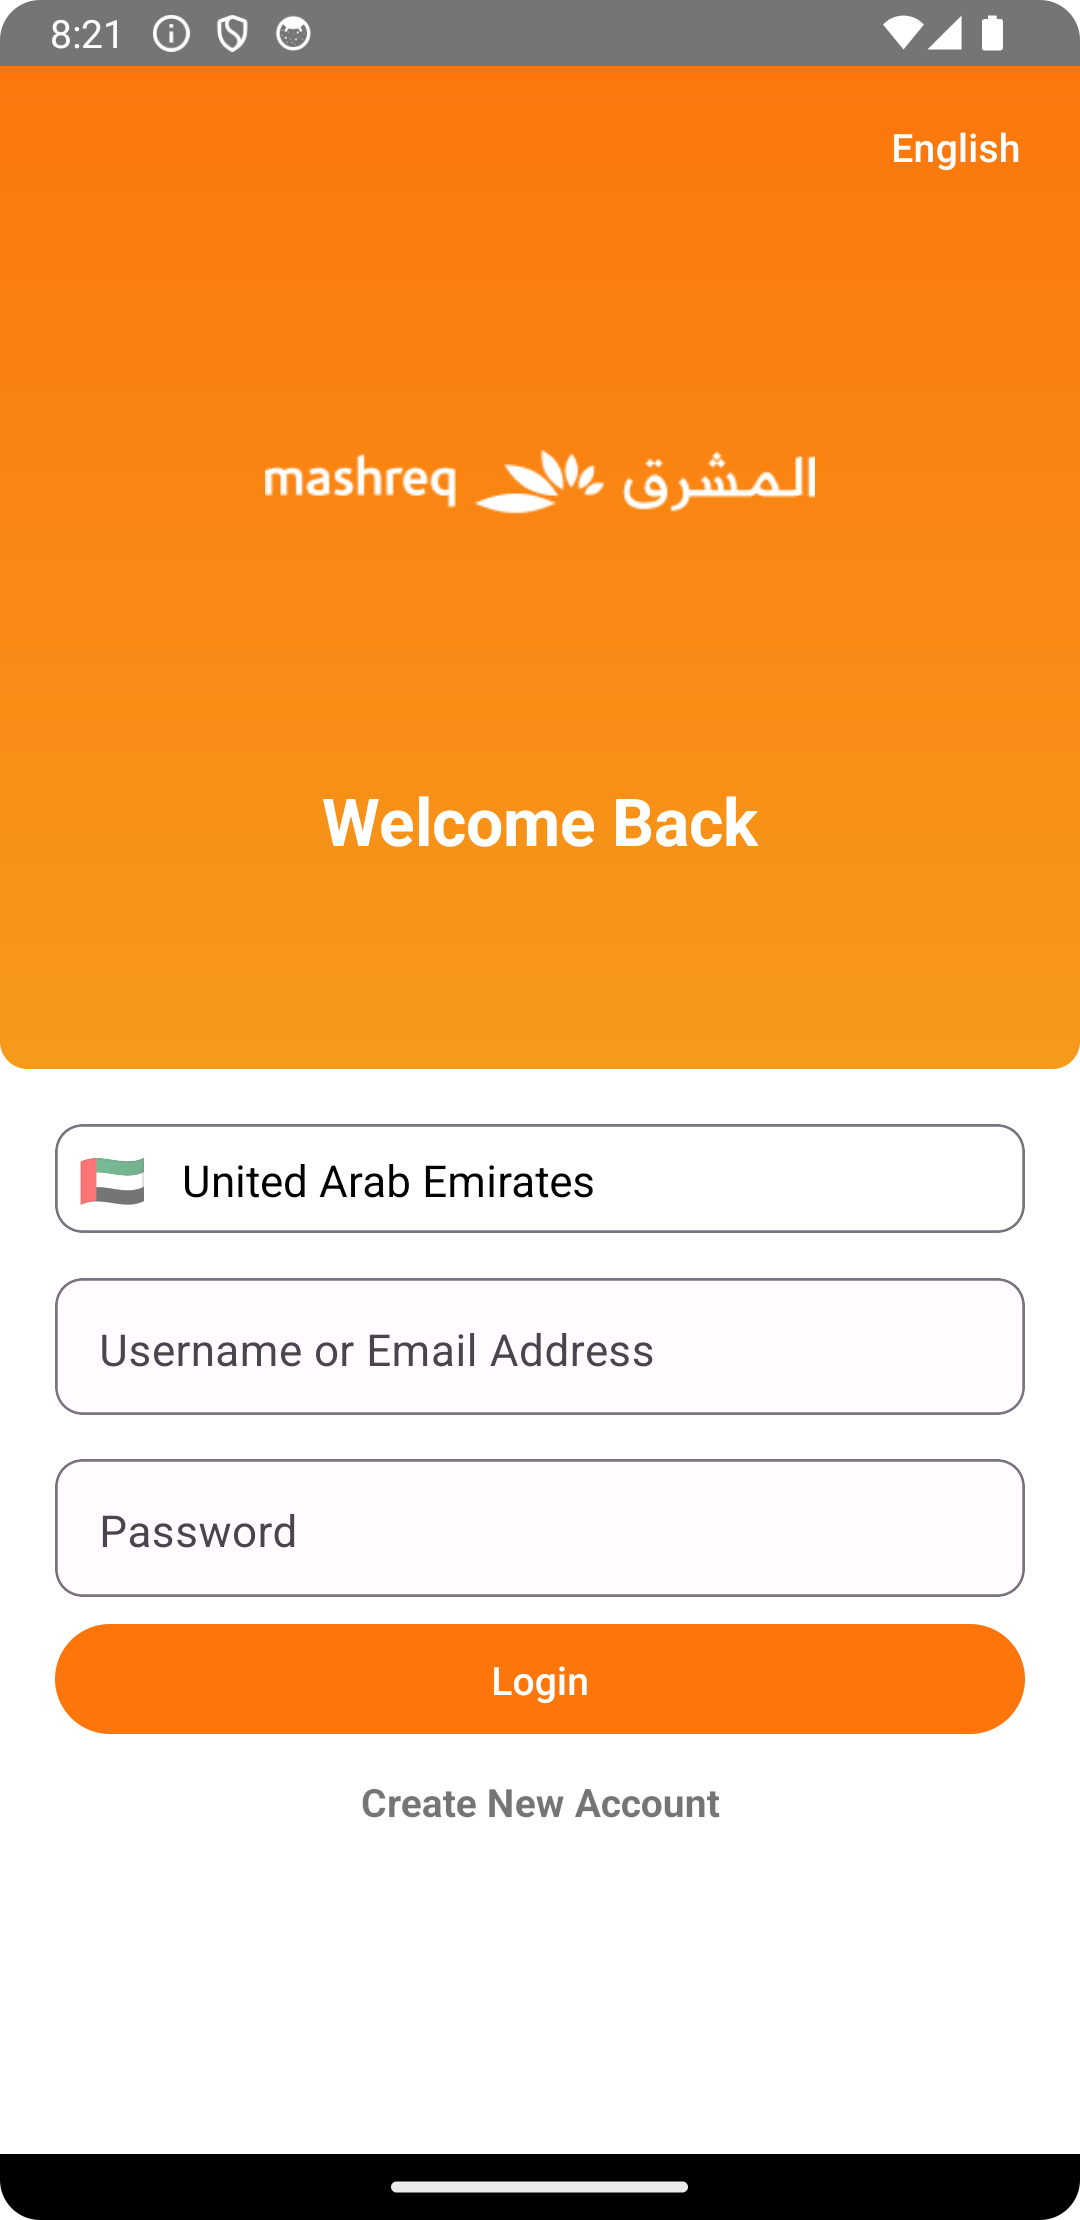 8:21
English
mashreq المشرق
Welcome Back
United Arab Emirates
Username or Email Address
Password
Login
Create New Account